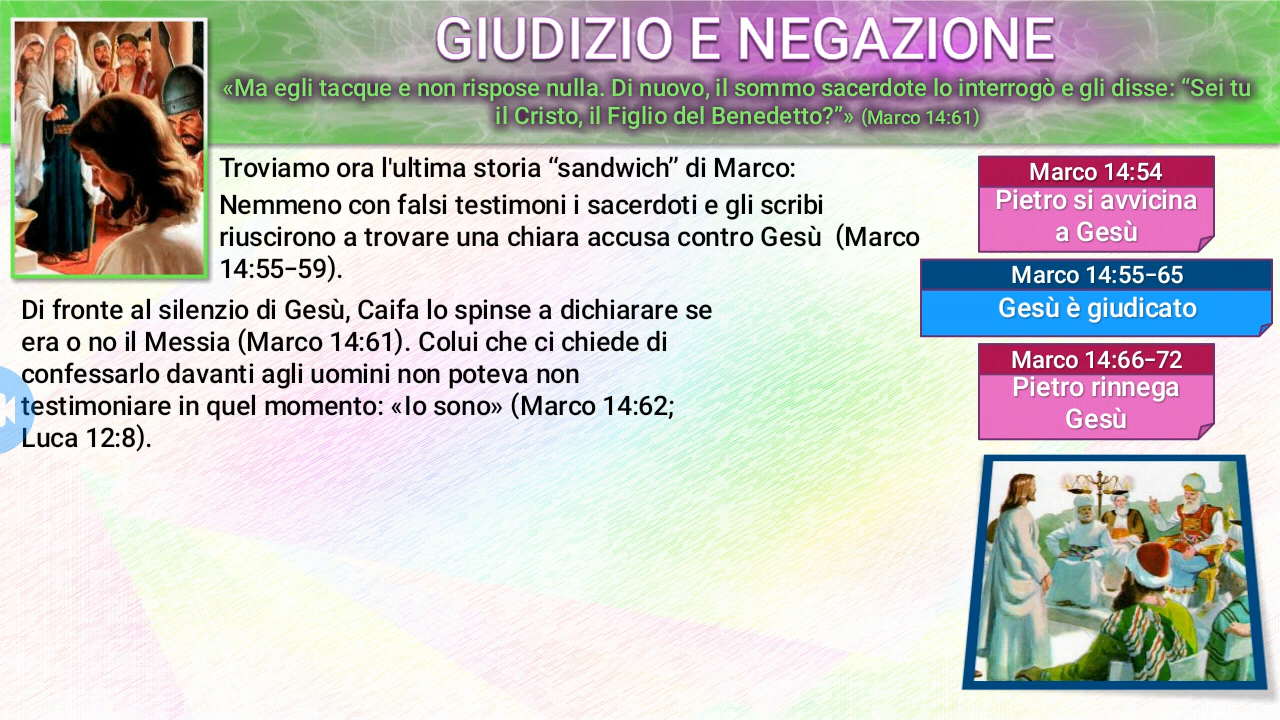 GIUDIZIO E NEGAZIONE
«Ma egli tacque e non rispose nulla. Di nuovo, il sommo sacerdote lo interrogò e gli disse: “Sei tu
il Cristo, il Figlio del Benedetto?”» (Marco 14:61)
Troviamo ora l'ultima storia “sandwich” di Marco:
Nemmeno con falsi testimoni i sacerdoti e gli scribi
riuscirono a trovare una chiara accusa contro Gesù (Marco
14:55–59).
Di fronte al silenzio di Gesù, Caifa lo spinse a dichiarare se
era o no il Messia (Marco 14:61). Colui che ci chiede di
confessarlo davanti agli uomini non poteva non
testimoniare in quel momento: «Io sono» (Marco 14:62;
Luca 12:8).
Marco 14:54
Pietro si avvicina
a Gesù
Marco 14:55–65
Gesù è giudicato
Marco 14:66–72
Pietro rinnega
Gesù